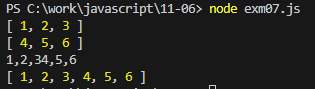 PS C:\work\javascript\11-06> node exm07.js
[ 1, 2, 3 ]
[ 4, 5, 6 ]
1,2,34,5,6
[ 1, 2, 3, 4, 5, 6 ]